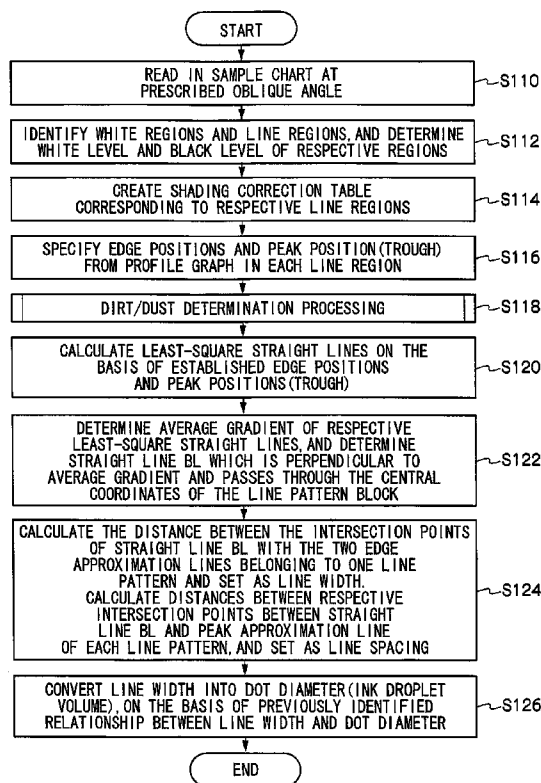 START
READ IN SAMPLE CHART AT
PRESCRIBED OBLIQUE ANGLE
S110
IDENTIFY WHITE REGIONS AND LINE REGIONS, AND DETERMINE
WHITE LEVEL AND BLACK LEVEL OF RESPECTIVE REGIONS
S112
CREATE SHADING CORRECTION TABLE
CORRESPONDING TO RESPECTIVE LINE REGIONS
S114
SPECIFY EDGE POSITIONS AND PEAK POSITION(TROUGH)
FROM PROFILE GRAPH IN EACH LINE REGION
S116
DIRT/DUST DETERMINATION PROCESSING
S118
CALCULATE LEAST-SQUARE STRAIGHT LINES ON THE
BASIS OF ESTABLISHED EDGE POSITIONS
AND PEAK POSITIONS(TROUGH)
S120
DETERMINE AVERAGE GRADIENT OF RESPECTIVE
LEAST-SQUARE STRAIGHT LINES, AND DETERMINE
STRAIGHT LINE BL WHICH IS PERPENDICULAR TO
AVERAGE GRADIENT AND PASSES THROUGH THE CENTRAL
COORDINATES OF THE LINE PATTERN BLOCK
S122
CALCULATE THE DISTANCE BETWEEN THE INTERSECTION POINTS
OF STRAIGHT LINE BL WITH THE TWO EDGE
APPROXIMATION LINES BELONGING TO ONE LINE
PATTERN AND SET AS LINE WIDTH.
CALCULATE DISTANCES BETWEEN RESPECTIVE
INTERSECTION POINTS BETWEEN STRAIGHT
LINE BL AND PEAK APPROXIMATION LINE
OF EACH LINE PATTERN, AND SET AS LINE SPACING
S124
CONVERT LINE WIDTH INTO DOT DIAMETER(INK DROPLET
VOLUME), ON THE BASIS OF PREVIOUSLY IDENTIFIED
RELATIONSHIP BETWEEN LINE WIDTH AND DOT DIAMETER
S126
END